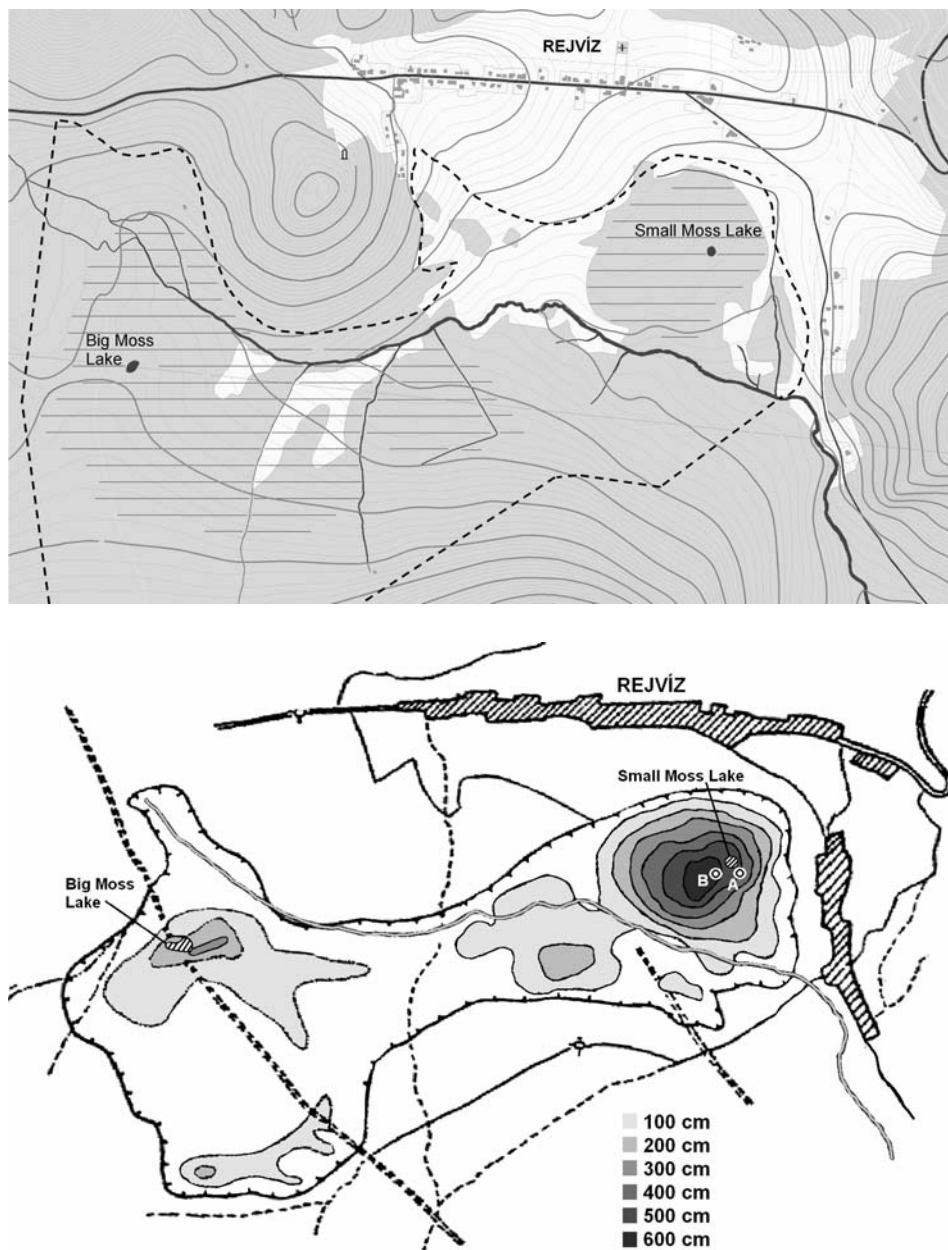 REJVÍZ
Small Moss Lake
Big Moss
Lake
REJVÍZ
Small Moss Lake
Big Moss
Lake
B
A
100 cm
200 cm
300 cm
400 cm
500 cm
600 cm